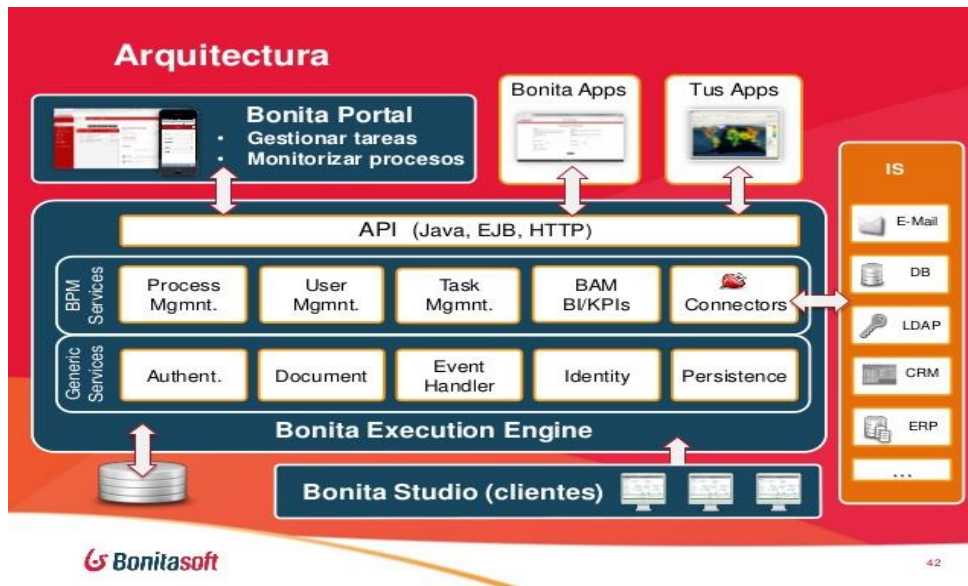 Arquitectura
Bonita Portal
• Gestionar tareas
• Monitorizar procesos
Bonita Apps
Tus Apps
API (Java, EJB, HTTP)
BPM
Services
Process
Mgmnt.
User
Mgmnt.
Task
Mgmnt.
BAM
BI/KPIs
Connectors
Generic
Services
Authent.
Document
Event
Handler
Identity
Persistence
Bonita Execution Engine
Bonita Studio (clientes)
IS
E-Mail
DB
LDAP
CRM
ERP
...
Bonitasoft
42